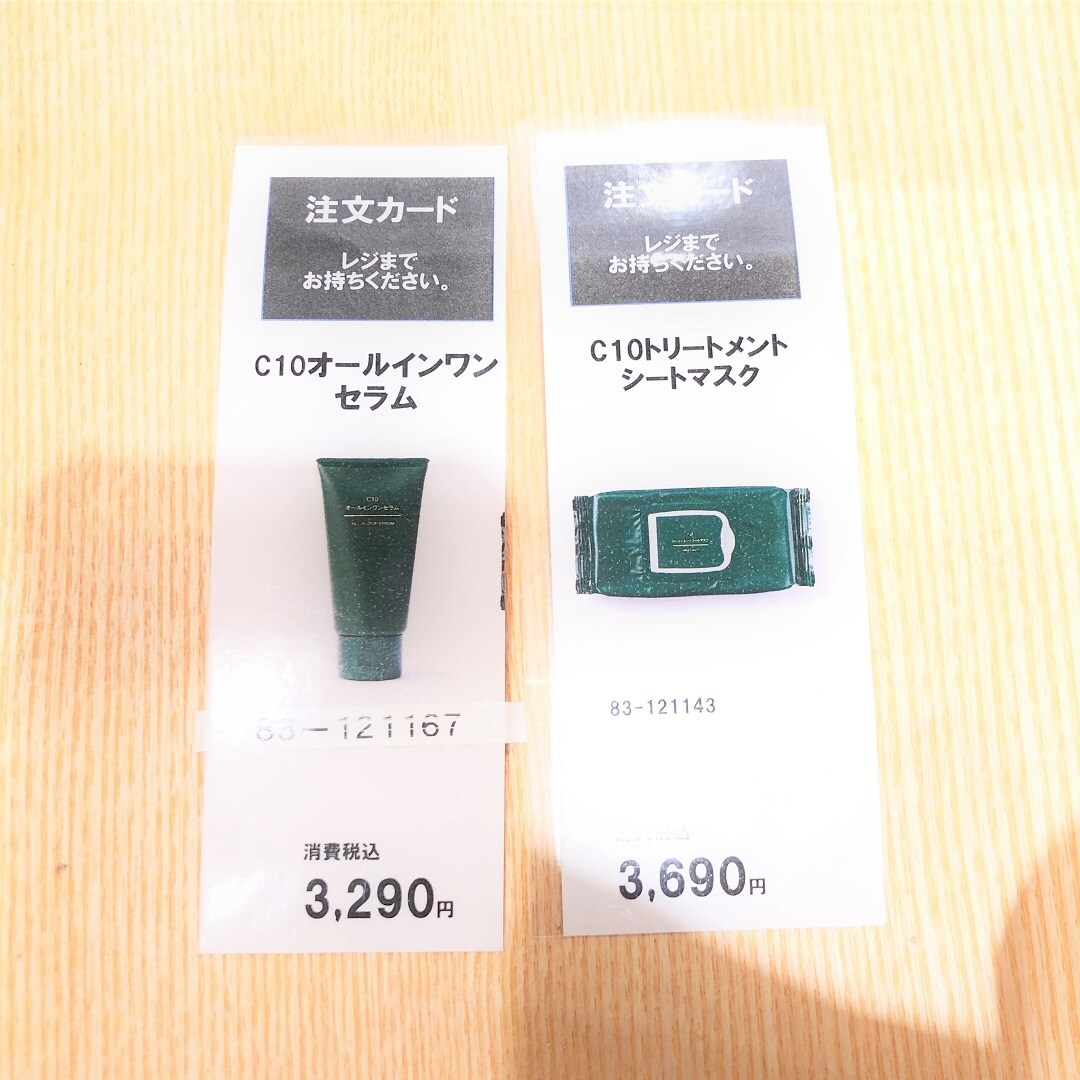 注文カード
レジまで
お持ちください。
C10オールインワン
セラム
C10
オールインワンセラム
83-121167
消費税込
3,290円
注文カード
レジまで
お持ちください。
C10トリートメント
シートマスク
83-121143
3,690円